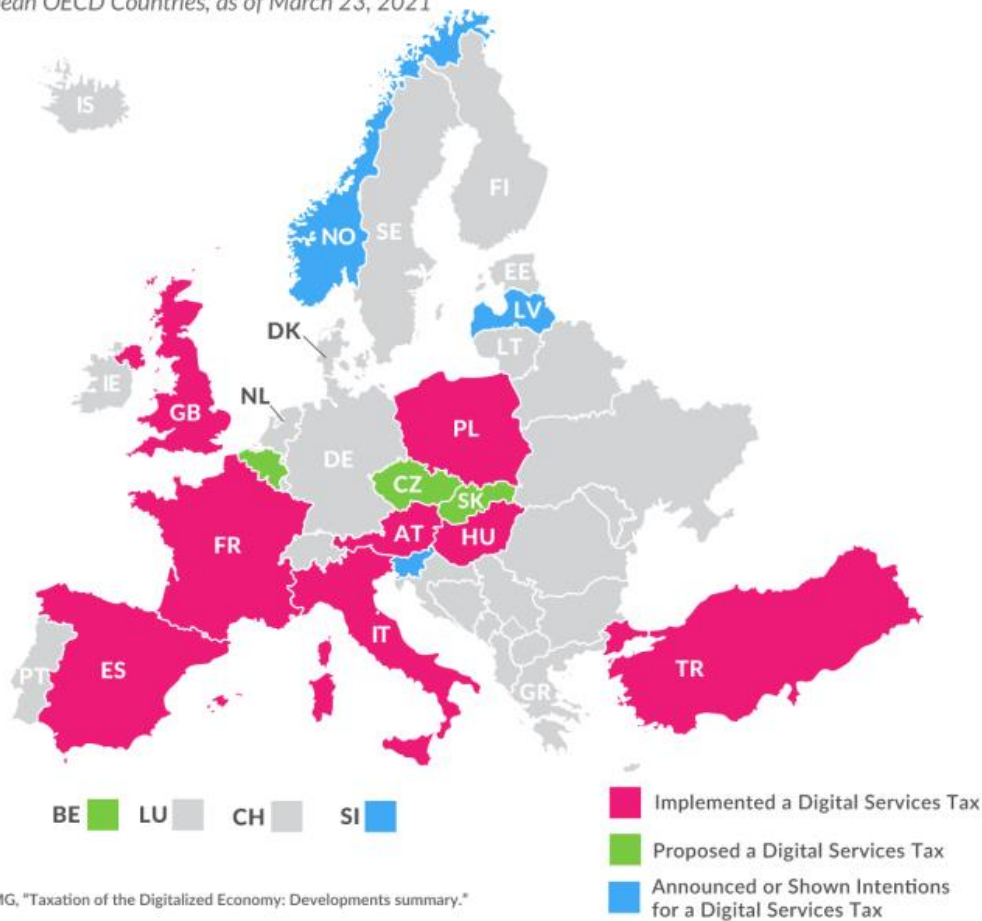 OECD Countries, as of March 23, 2021
IS
FI
NO
SE
EE
LV
DK
LT
IE
NL
GB
PL
DE
CZ
SK
AT
HU
FR
IT
PT
ES
TR
GR
BE
LU
CH
SI
Implemented a Digital Services Tax
Proposed a Digital Services Tax
Announced or Shown Intentions
for a Digital Services Tax
"Taxation of the Digitalized Economy: Developments summary."